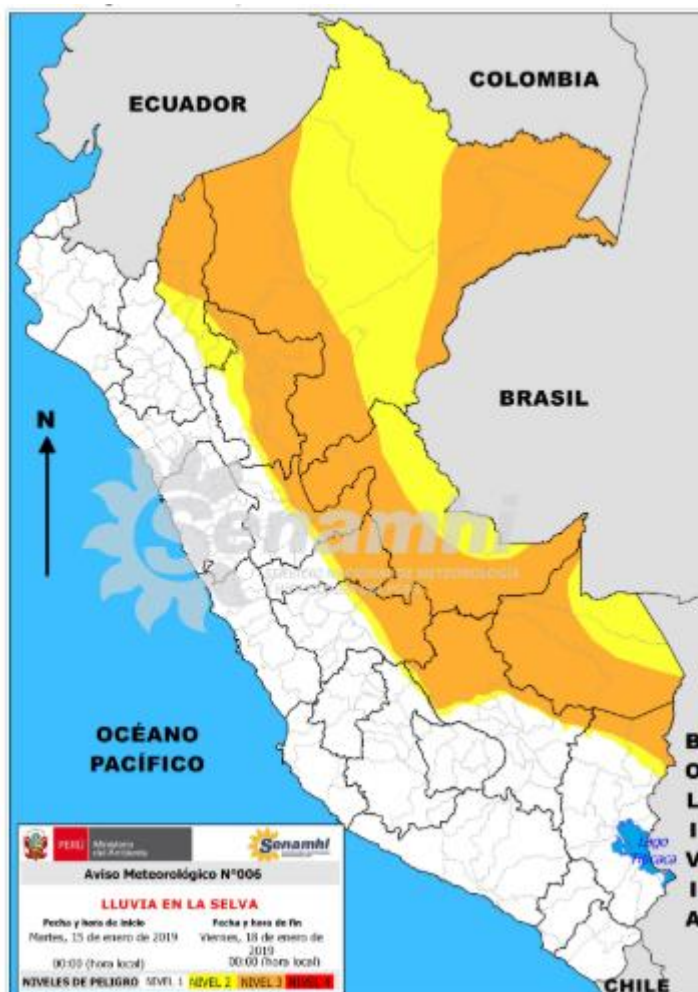 COLOMBIA
ECUADOR
BRASIL
N
Senamhi
OCÉANO
PACÍFICO
BOLIVIA
Lago
Titicaca
PERÚ
Ministerio
del Ambiente
Senamhi
Aviso Meteorológico N°006
LLUVIA EN LA SELVA
Fecha y hora de inicio
Martes, 15 de enero de 2019
00:00 (hora local)
Fecha y hora de fin
Viernes, 18 de enero de
2019
00:00 (hora local)
NIVELES DE PELIGRO NIVEL 1 NIVEL 2 NIVEL 3 NIVEL 4
CHILE